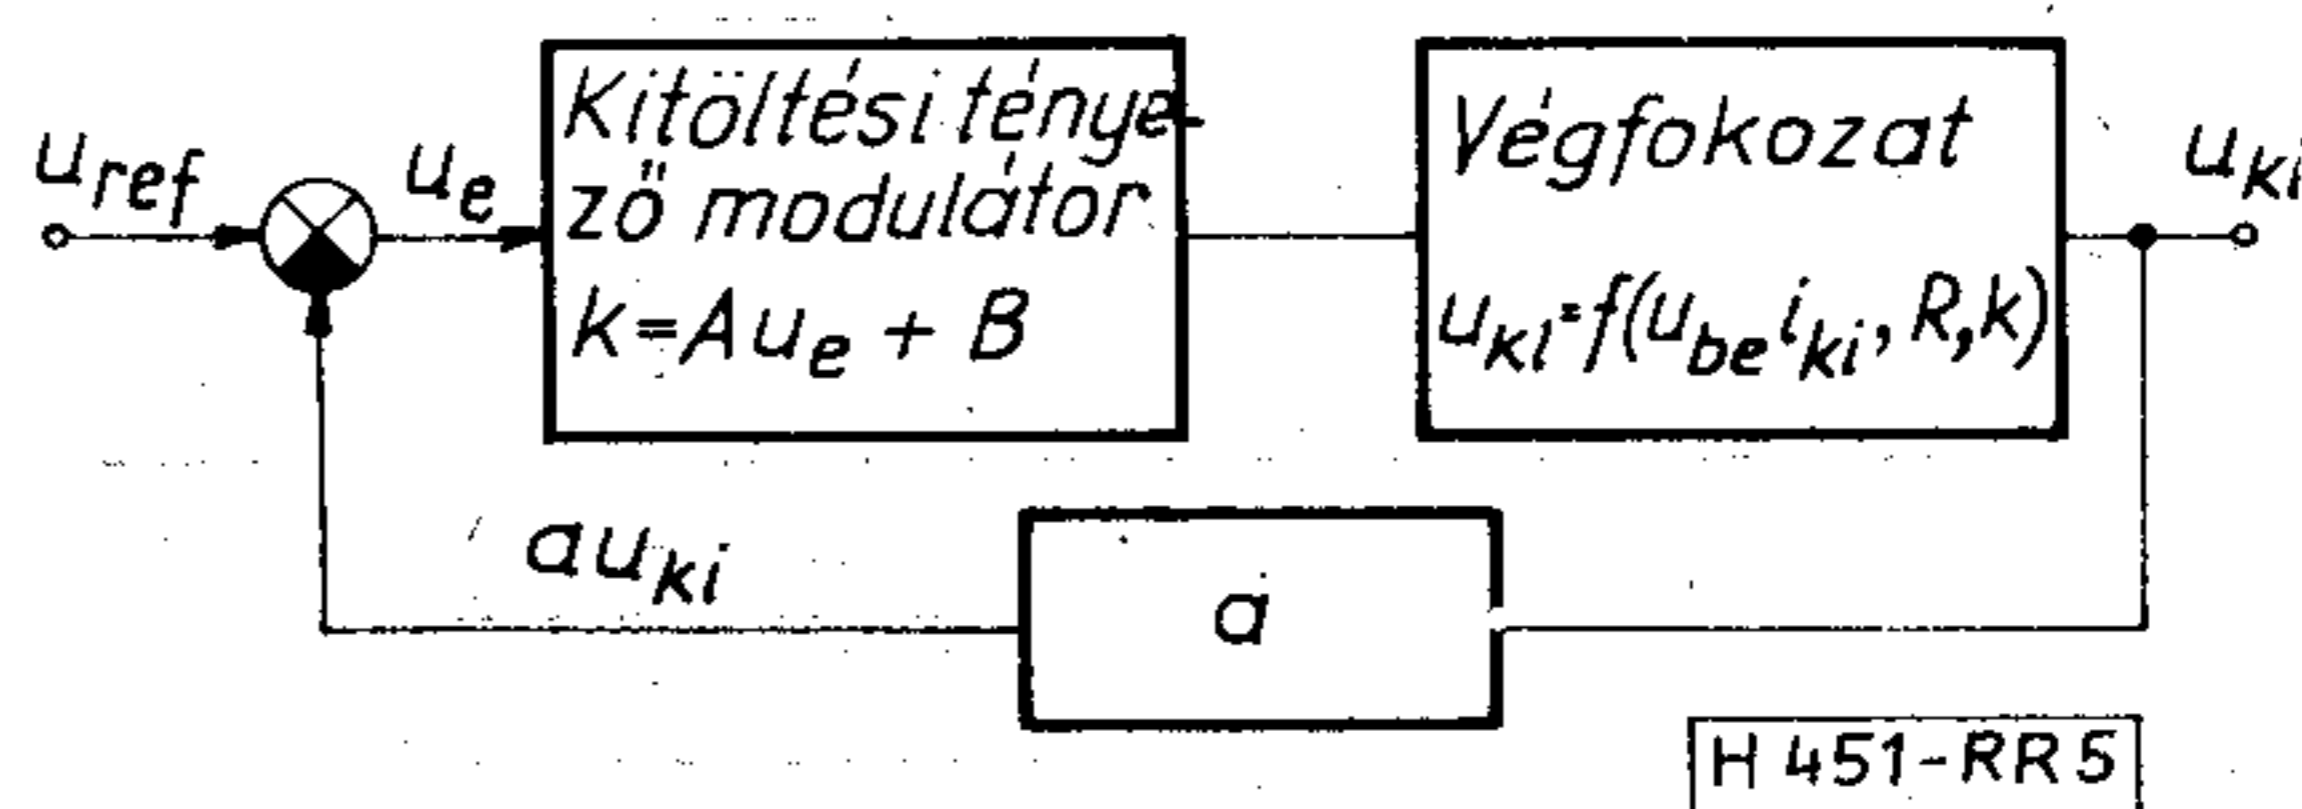 u_ref
u_e
Kitöltési ténye-
ző modulátor
k=Au_e + B
Végfokozat
u_ki=f(u_be i_ki, R,k)
u_ki
au_ki
a
H 451-RR5